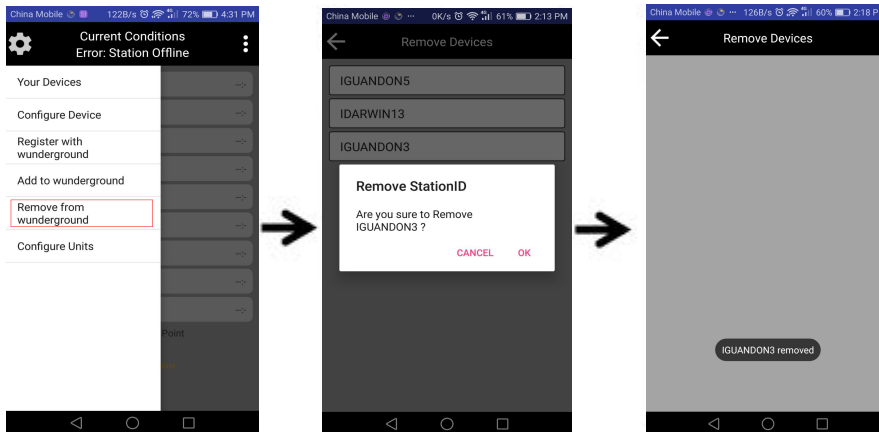 China Mobile 122B/s 4G 72% 4:31 PM
Current Conditions
Error: Station Offline
Your Devices
Configure Device
Register with
wunderground
Add to wunderground
Remove from
wunderground
Configure Units
--:-
--:-
--:-
--:-
--:-
--:-
--:-
--:-
--:-
Point
China Mobile ··· 0K/s 4G 61% 2:13 PM
Remove Devices
IGUANDON5
IDARWIN13
IGUANDON3
Remove StationID
Are you sure to Remove
IGUANDON3 ?
CANCEL OK
China Mobile ··· 126B/s 4G 60% 2:18 P
Remove Devices
IGUANDON3 removed